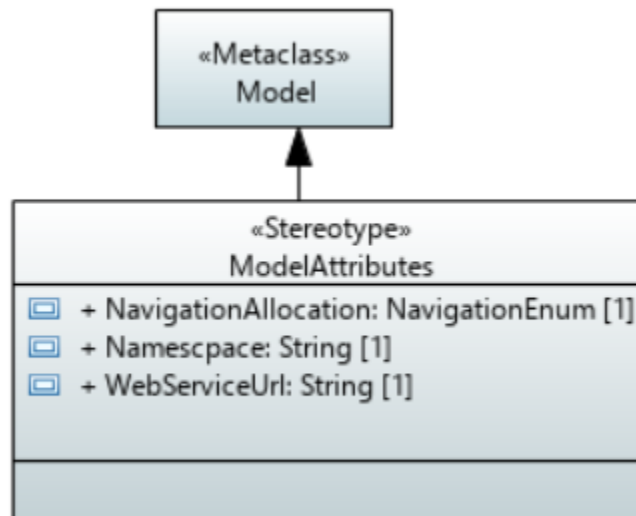 «Metaclass»
Model
«Stereotype»
ModelAttributes
+ NavigationAllocation: NavigationEnum [1]
+ Namescpace: String [1]
+ WebServiceUrl: String [1]